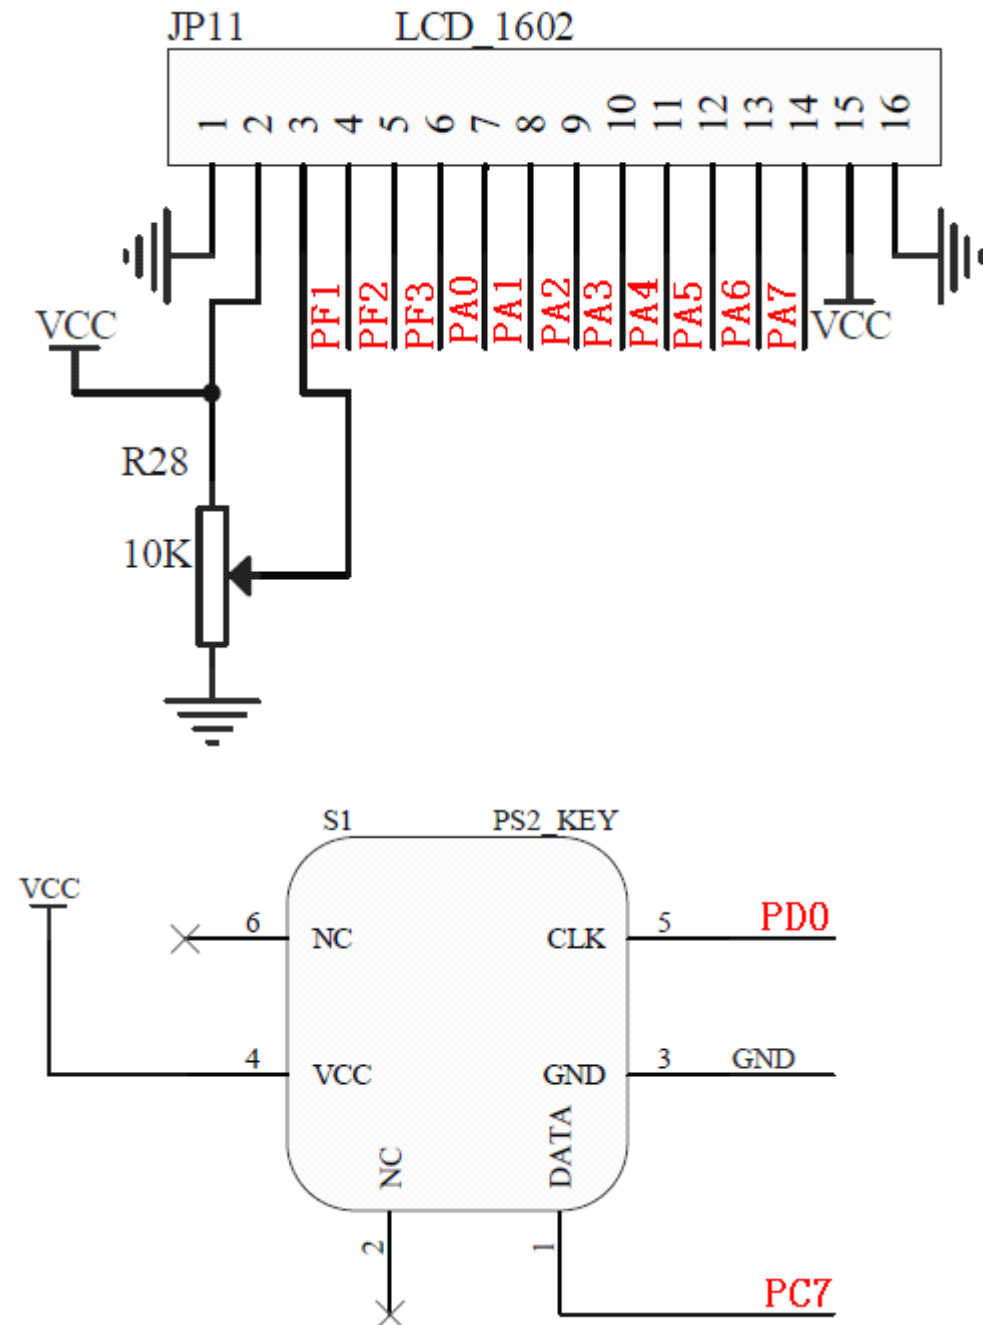 JP11 LCD_1602
1 2 3 4 5 6 7 8 9 10 11 12 13 14 15 16
PF1 PF2 PF3 PA0 PA1 PA2 PA3 PA4 PA5 PA6 PA7
VCC VCC
R28
10K
S1 PS2_KEY
VCC
6 NC CLK 5 PD0
4 VCC GND 3 GND
NC DATA
2 1
PC7